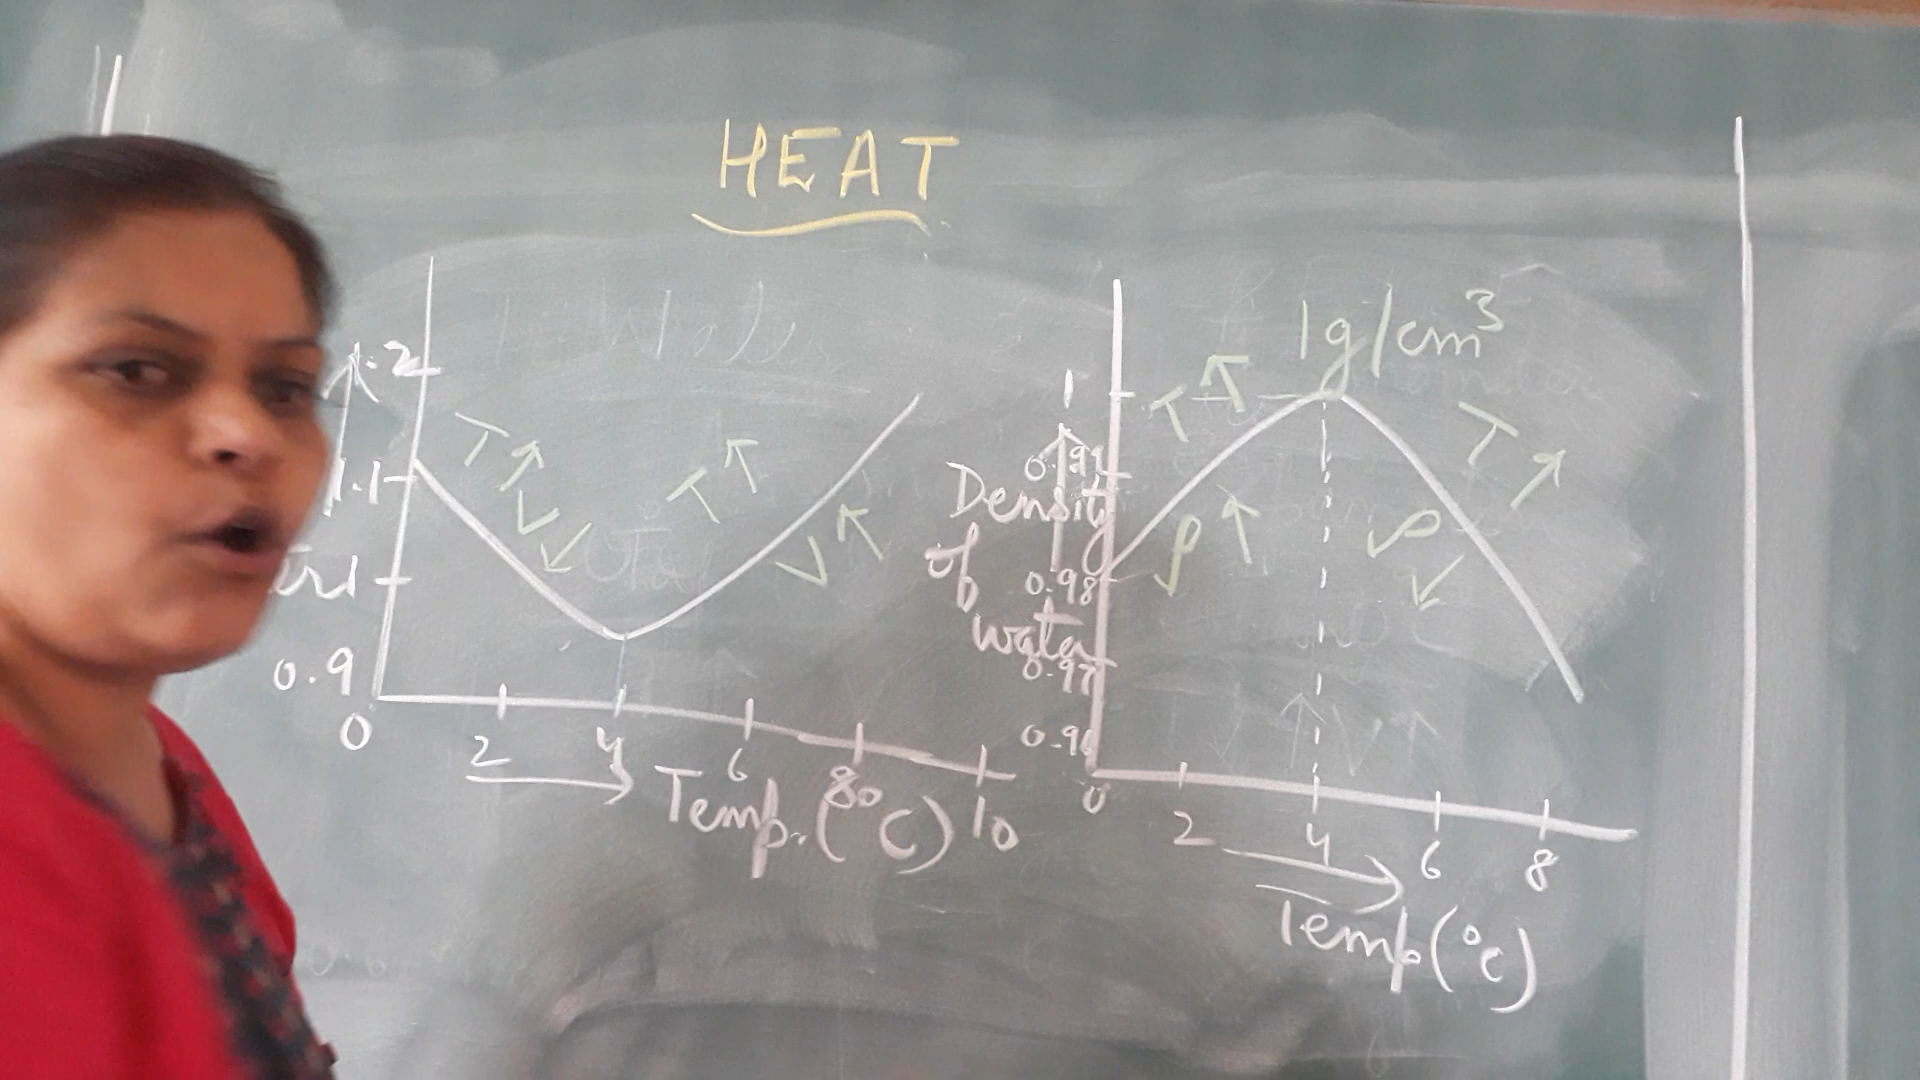 HEAT
1.2
1.1
1
0.9
0
2
4
6
8
10
Temp.(°C)
T
V
T
V
1g/cm³
1
0.99
Density
of
water
0.98
0.97
0.96
0
2
4
6
8
Temp(°C)
T
ρ
T
ρ